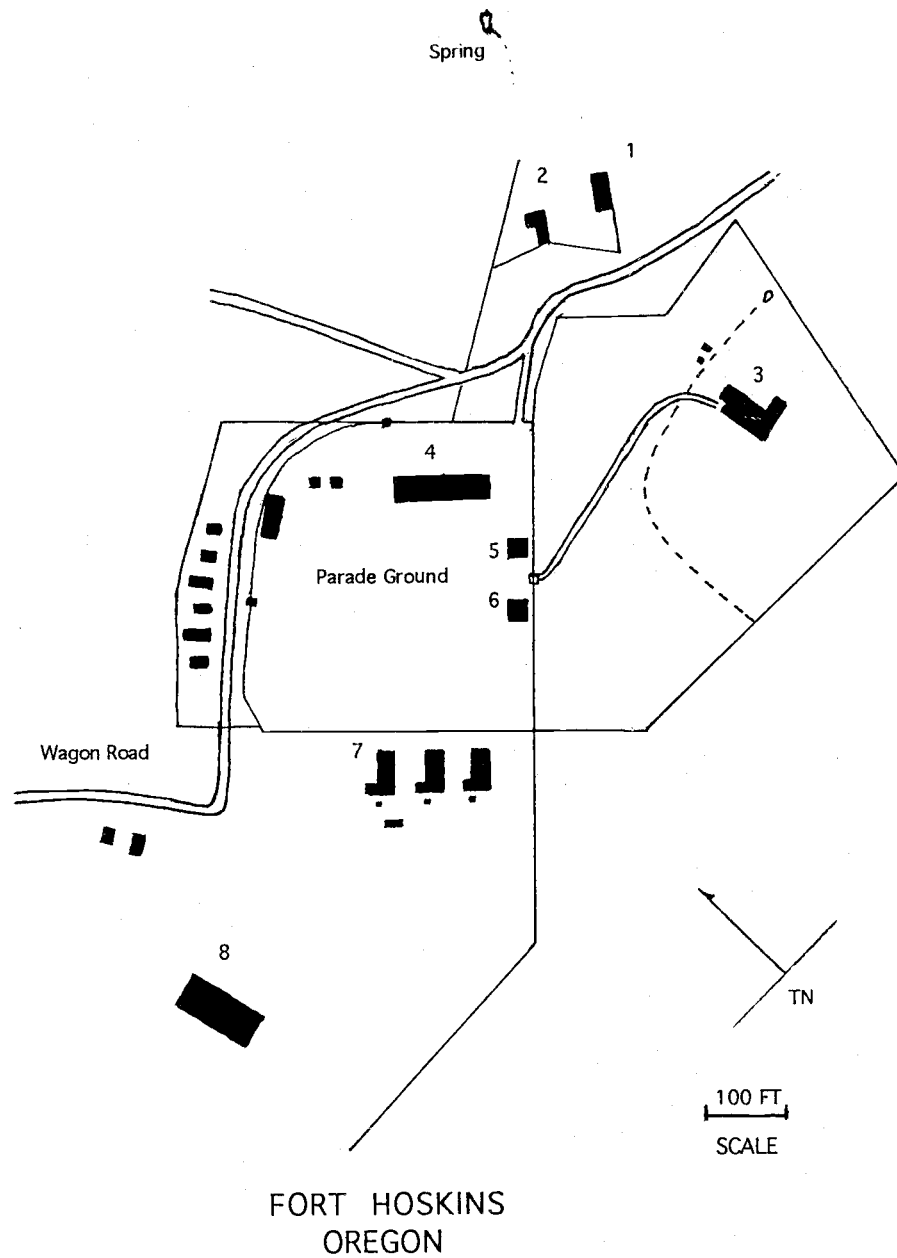 Spring
1
2
3
4
5
Parade Ground
6
Wagon Road
7
8
TN
100 FT
SCALE
FORT HOSKINS
OREGON